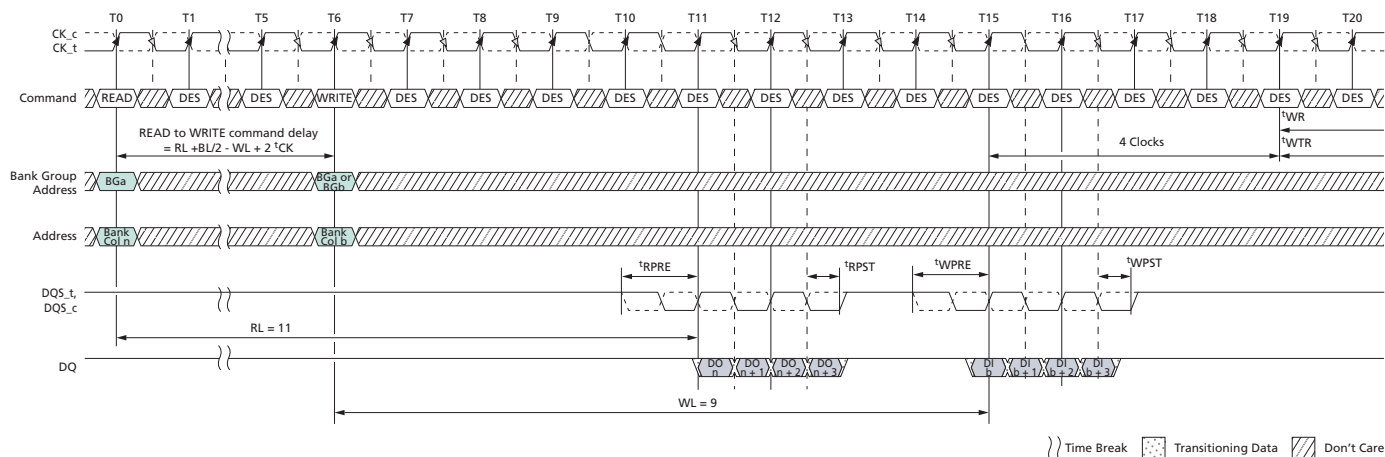 T0 T1 T5 T6 T7 T8 T9 T10 T11 T12 T13 T14 T15 T16 T17 T18 T19 T20
CK_c
CK_t
Command READ DES DES WRITE DES DES DES DES DES DES DES DES DES DES DES DES DES DES
tWR
READ to WRITE command delay
= RL +BL/2 - WL + 2 tCK
4 Clocks
tWTR
Bank Group
Address
BGa
BGa or
BGb
Address
Bank
Col n
Bank
Col b
tRPRE tRPST tWPRE tWPST
DQS_t,
DQS_c
RL = 11
DQ
DO
n
DO
n + 1
DO
n + 2
DO
n + 3
DI
b
DI
b + 1
DI
b + 2
DI
b + 3
WL = 9
Time Break Transitioning Data Don't Care